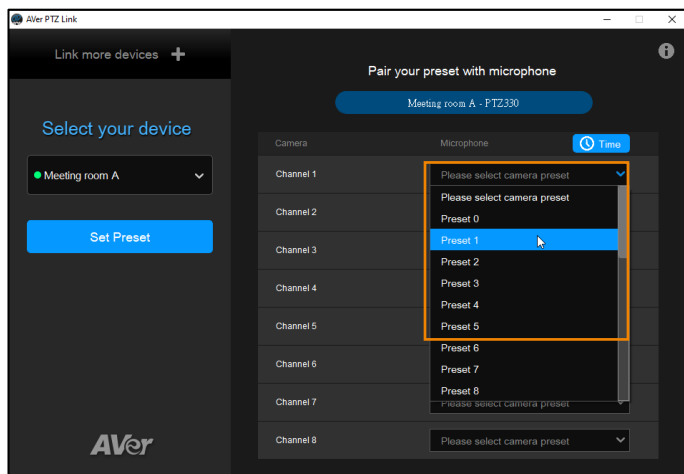 AVer PTZ Link
Link more devices +
Select your device
Meeting room A
Set Preset
AVer
Pair your preset with microphone
Meeting room A - PTZ330
Camera Microphone Time
Channel 1 Please select camera preset
Please select camera preset
Channel 2 Preset 0
Preset 1
Channel 3 Preset 2
Preset 3
Channel 4 Preset 4
Channel 5 Preset 5
Preset 6
Channel 6 Preset 7
Preset 8
Channel 7 Please select camera preset
Channel 8 Please select camera preset